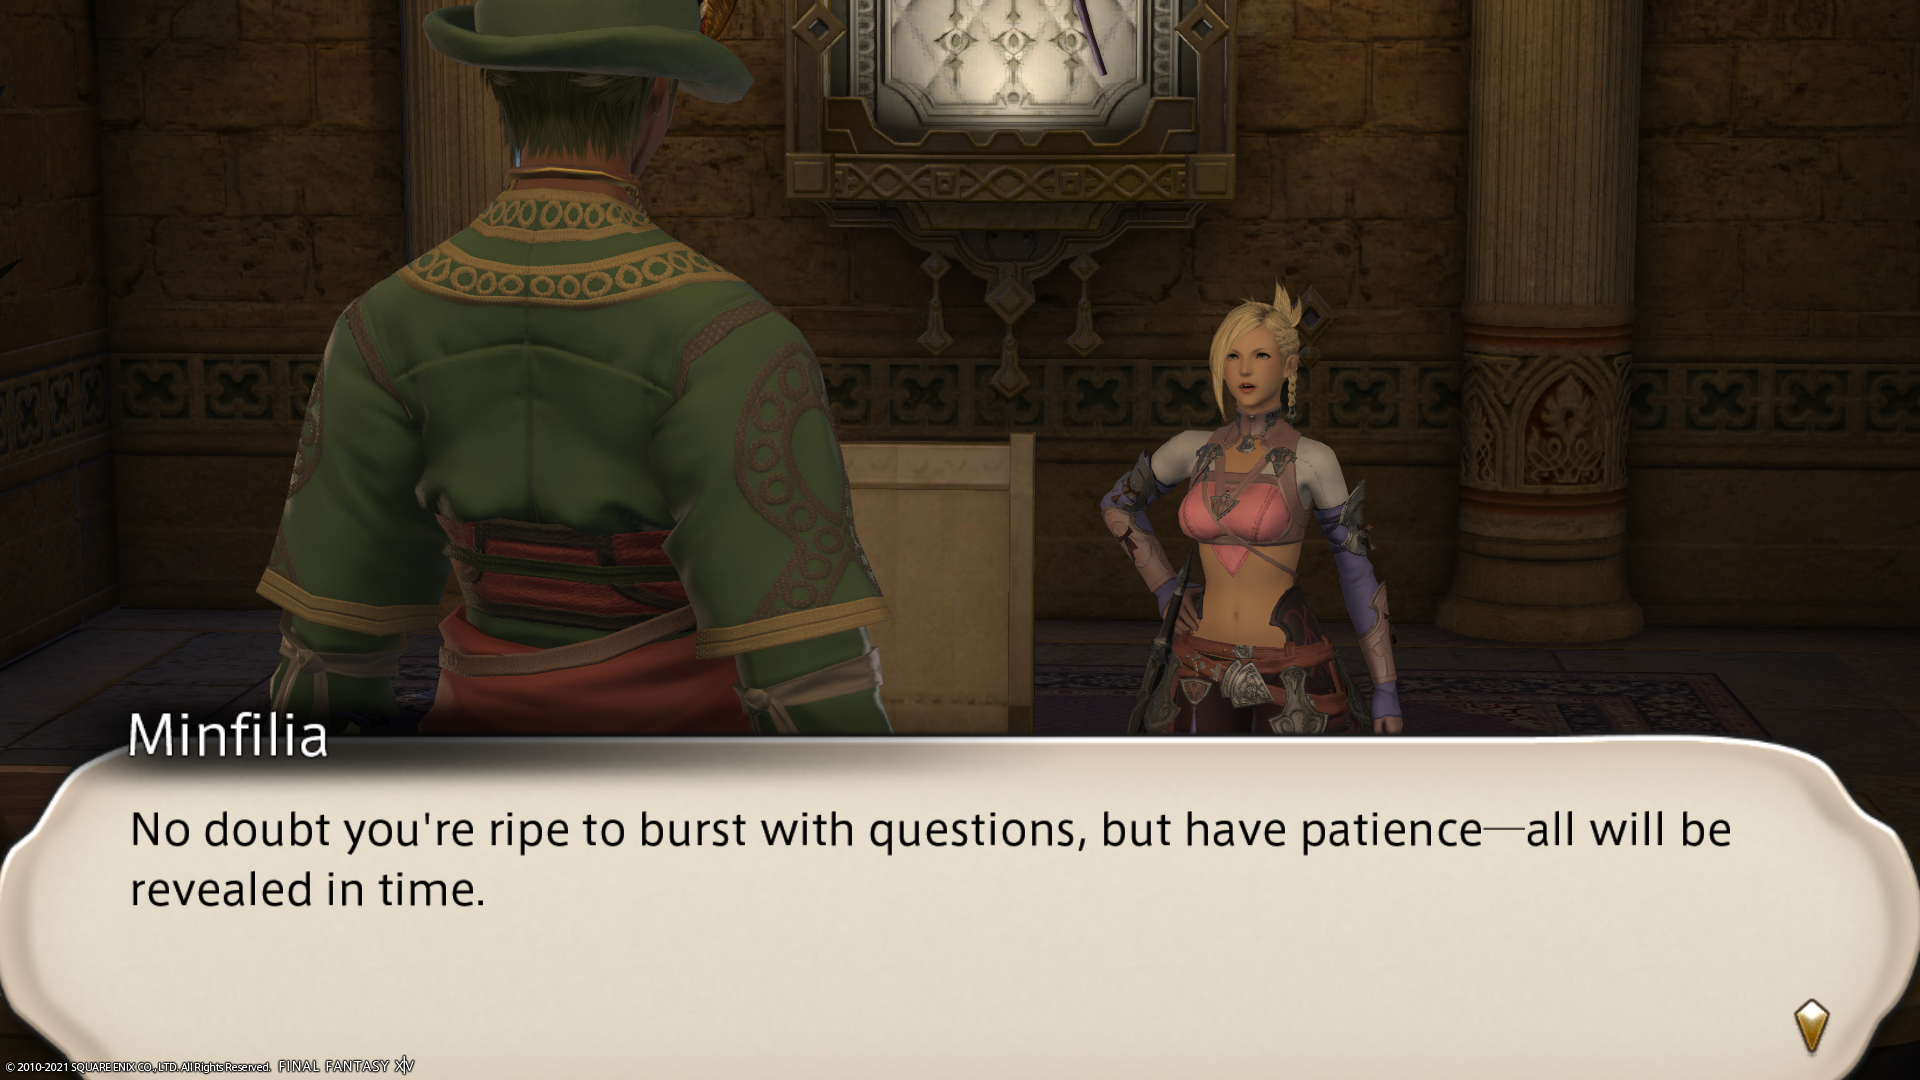 Minfilia
No doubt you're ripe to burst with questions, but have patience—all will be
revealed in time.
© 2010-2021 SQUARE ENIX CO., LTD. All Rights Reserved. FINAL FANTASY XIV